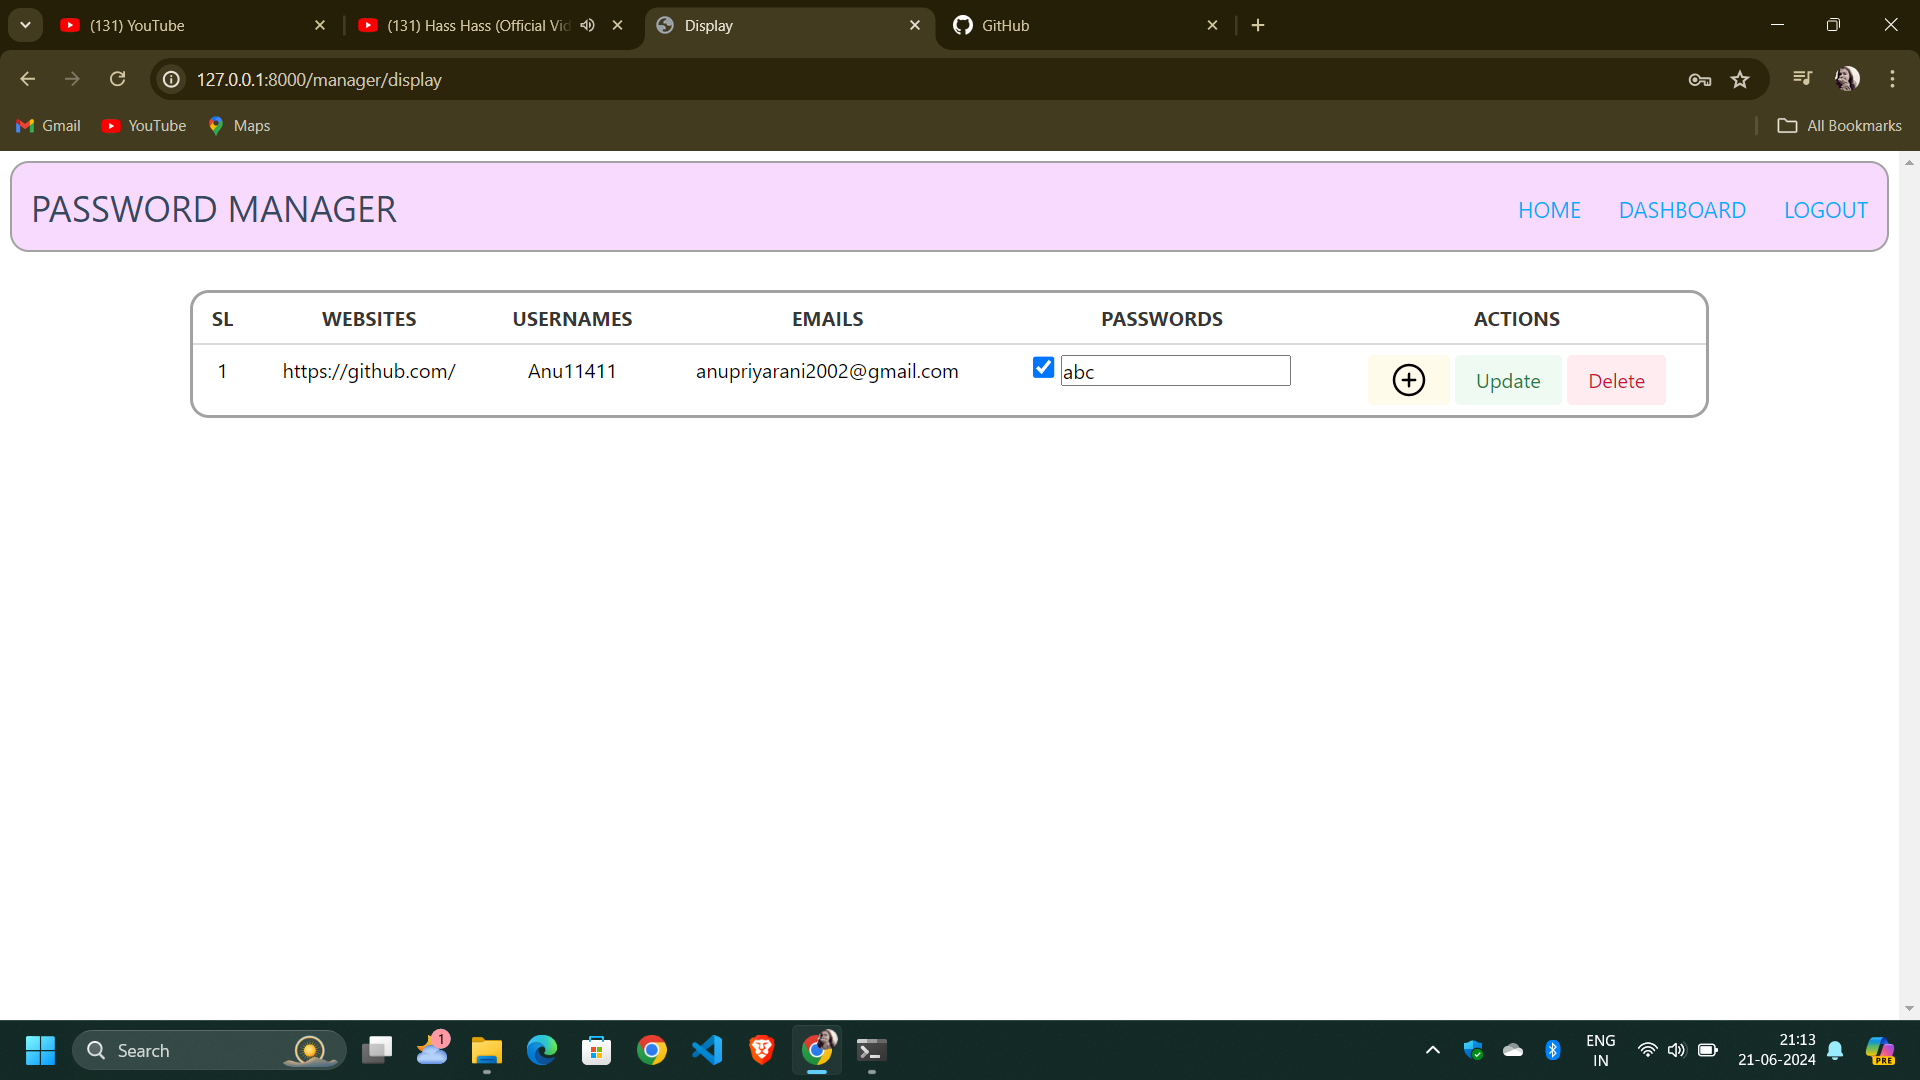 (131) YouTube
(131) Hass Hass (Official Vid
Display
GitHub
127.0.0.1:8000/manager/display
Gmail
YouTube
Maps
All Bookmarks
PASSWORD MANAGER
HOME
DASHBOARD
LOGOUT
SL WEBSITES USERNAMES EMAILS PASSWORDS ACTIONS
1 https://github.com/ Anu11411 anupriyarani2002@gmail.com abc Update Delete
Search
1
ENG
IN
21:13
21-06-2024
PRE